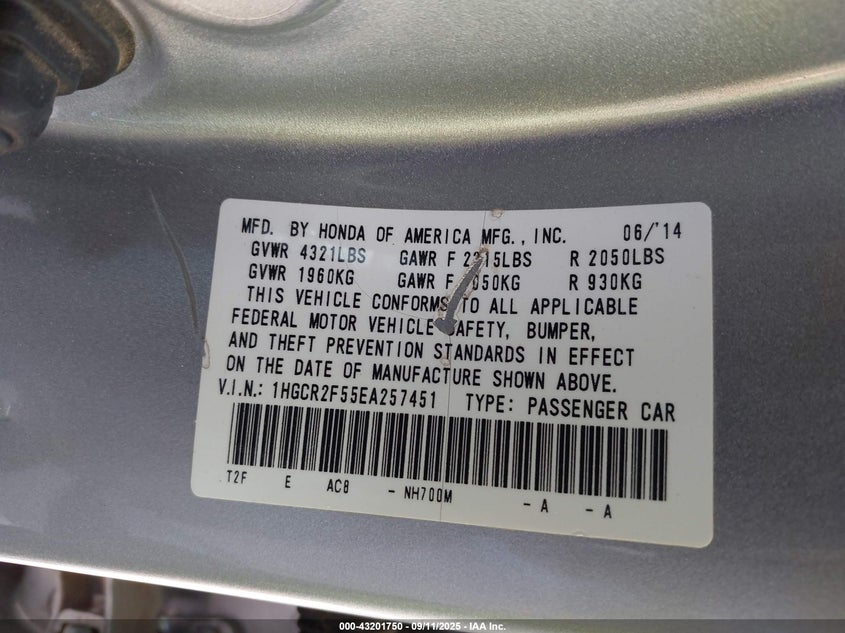 MFD. BY HONDA OF AMERICA MFG., INC. 06/'14
GVWR 4321LBS GAWR F LBS R 2050LBS
GVWR 1960KG GAWR F KG R 930KG
THIS VEHICLE CONFORMS TO ALL APPLICABLE
FEDERAL MOTOR VEHICLE SAFETY, BUMPER,
AND THEFT PREVENTION STANDARDS IN EFFECT
ON THE DATE OF MANUFACTURE SHOWN ABOVE.
V.I.N.: 1HGCR2F55EA257451 TYPE: PASSENGER CAR
T2F E AC8 - NH700M - A - A
000-43201750 - 09/11/2025 - IAA Inc.